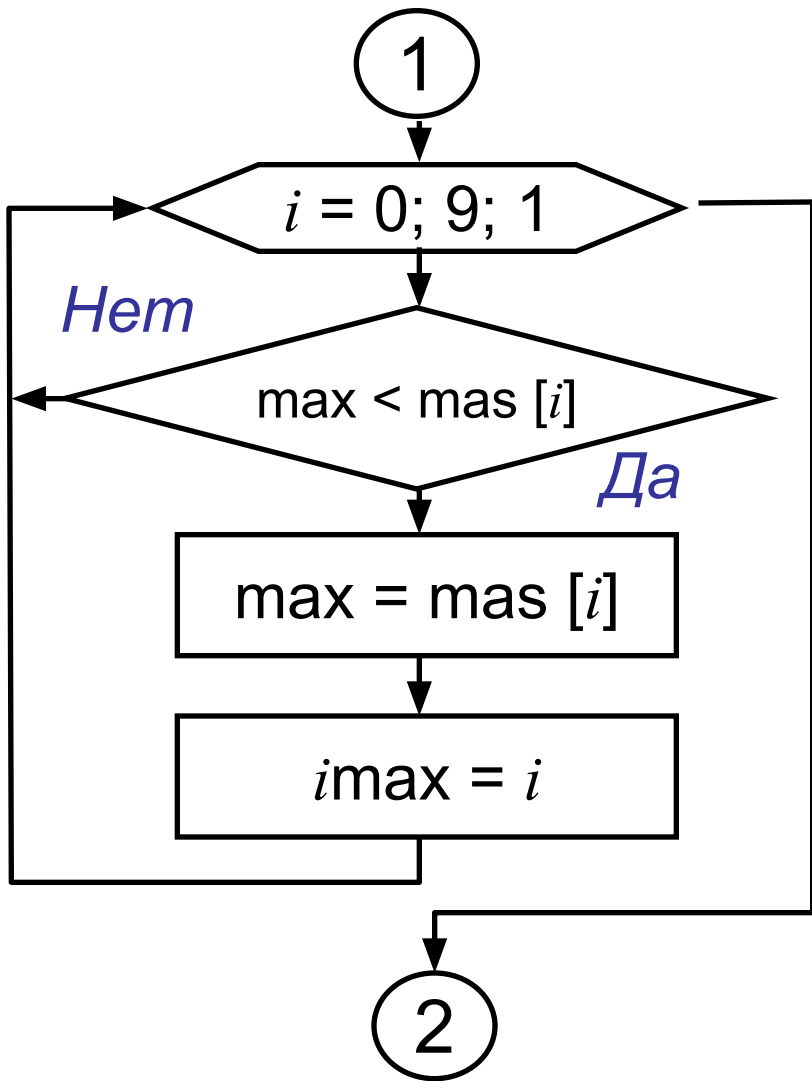 1
i = 0; 9; 1
Нет
max < mas [i]
Да
max = mas [i]
imax = i
2